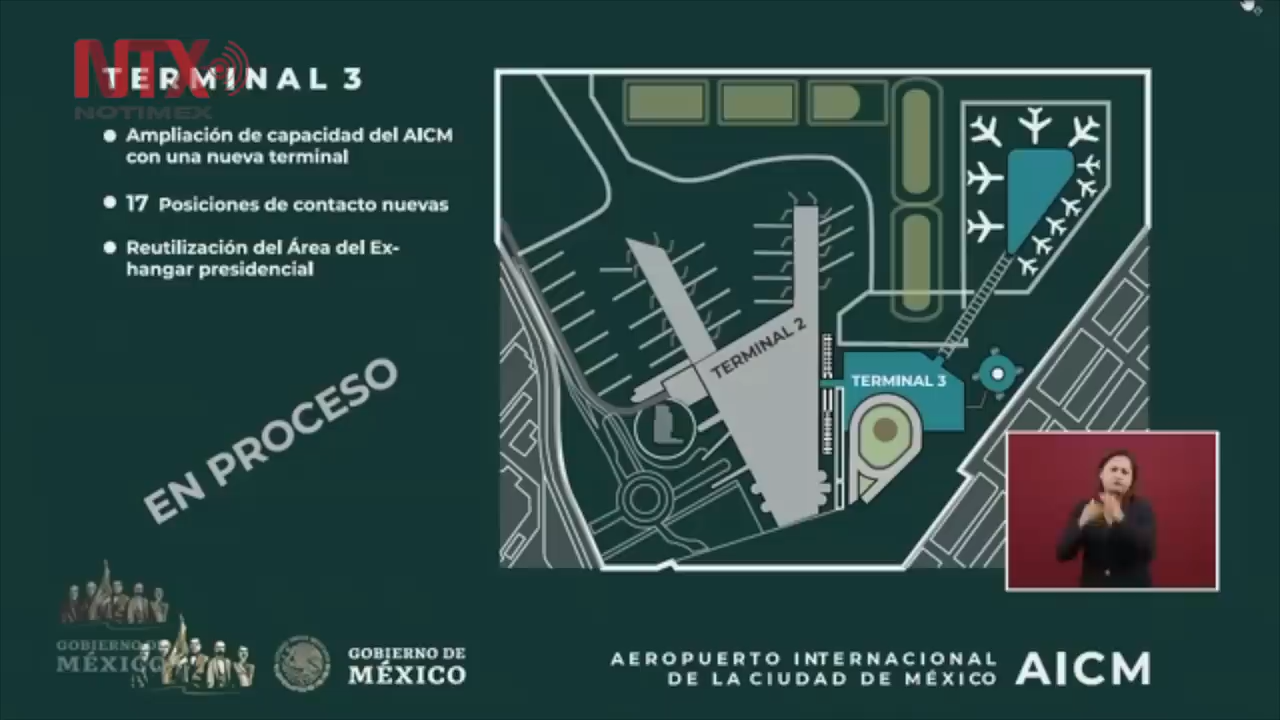 NTX
NOTIMEX
TERMINAL 3
Ampliación de capacidad del AICM
con una nueva terminal
17 Posiciones de contacto nuevas
Reutilización del Área del Ex-
hangar presidencial
EN PROCESO
TERMINAL 2
TERMINAL 3
GOBIERNO DE
MÉXICO
GOBIERNO DE
MÉXICO
AEROPUERTO INTERNACIONAL
DE LA CIUDAD DE MÉXICO
AICM